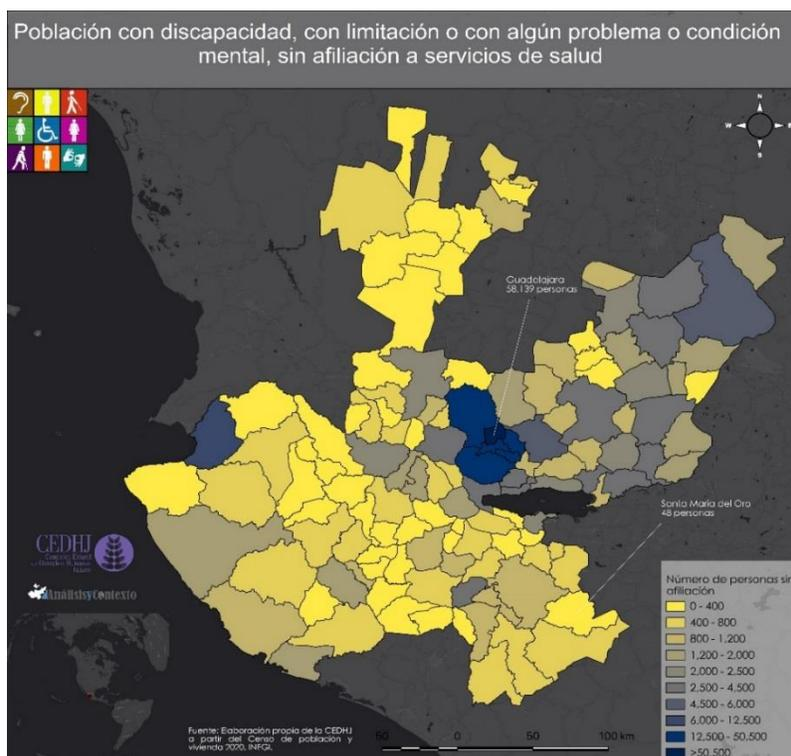 Población con discapacidad, con limitación o con algún problema o condición
mental, sin afiliación a servicios de salud
N
W
E
S
Guadalajara
58,139 personas
Santa María del Oro
48 personas
CEDHJ
AnálisisyContexto
Número de personas sin
afiliación
0 - 400
400 - 800
800 - 1,200
1,200 - 2,000
2,000 - 2,500
2,500 - 4,500
4,500 - 6,000
6,000 - 12,500
12,500 - 50,500
>50,500
Fuente: Elaboración propia de la CEDHJ
a partir del Censo de población y
vivienda 2020, INEGI.
50 0 50 100 km